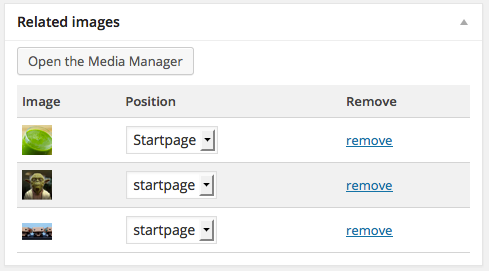 Related images
Open the Media Manager
Image Position Remove
Startpage remove
startpage remove
startpage remove